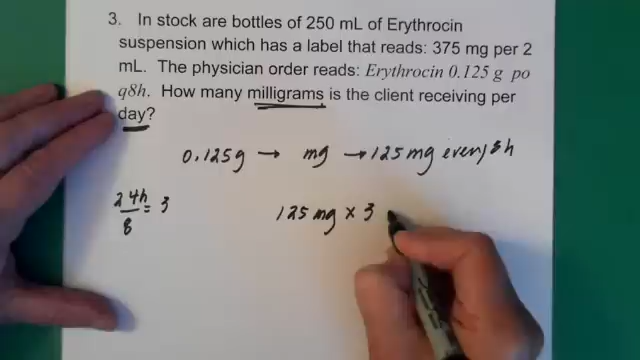 3. In stock are bottles of 250 mL of Erythrocin
suspension which has a label that reads: 375 mg per 2
mL. The physician order reads: Erythrocin 0.125 g po
q8h. How many milligrams is the client receiving per
day?
0.125g → mg → 125 mg every 8h
24h
8
= 3
125 mg x 3